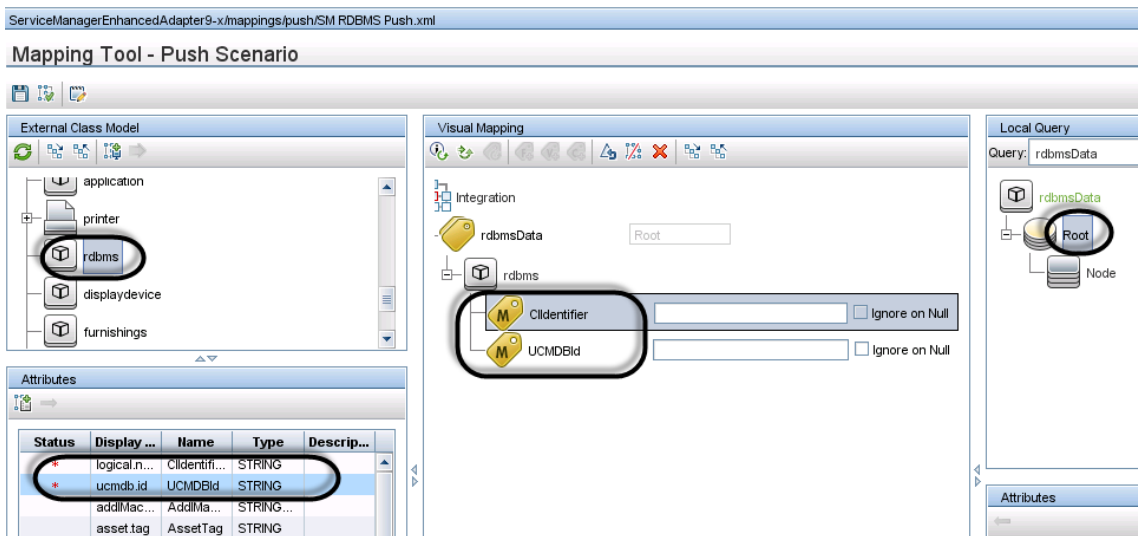 ServiceManagerEnhancedAdapter9-x/mappings/push/SM RDBMS Push.xml
Mapping Tool - Push Scenario
External Class Model
application
printer
rdbms
displaydevice
furnishings
Attributes
Status Display ... Name Type Descrip...
* logical.n... CIIdentifi... STRING
* ucmdb.id UCMDBId STRING
addlMac... AddlMa... STRING...
asset.tag AssetTag STRING
Visual Mapping
Integration
rdbmsData Root
rdbms
M CIIdentifier Ignore on Null
M UCMDBId Ignore on Null
Local Query
Query: rdbmsData
rdbmsData
Root
Node
Attributes